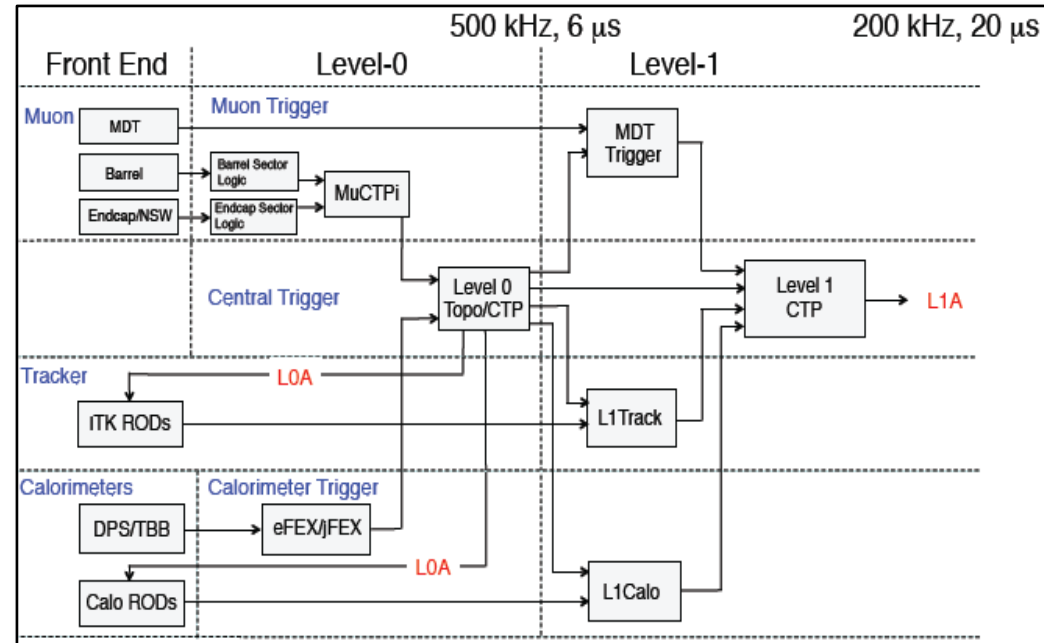 500 kHz, 6 µs
200 kHz, 20 µs
Front End
Level-0
Level-1
Muon
Muon Trigger
MDT
MDT
Trigger
Barrel
Barrel Sector
Logic
MuCTPi
Endcap/NSW
Endcap Sector
Logic
Central Trigger
Level 0
Topo/CTP
Level 1
CTP
L1A
Tracker
L0A
ITK RODs
L1Track
Calorimeters
Calorimeter Trigger
DPS/TBB
eFEX/jFEX
L0A
Calo RODs
L1Calo